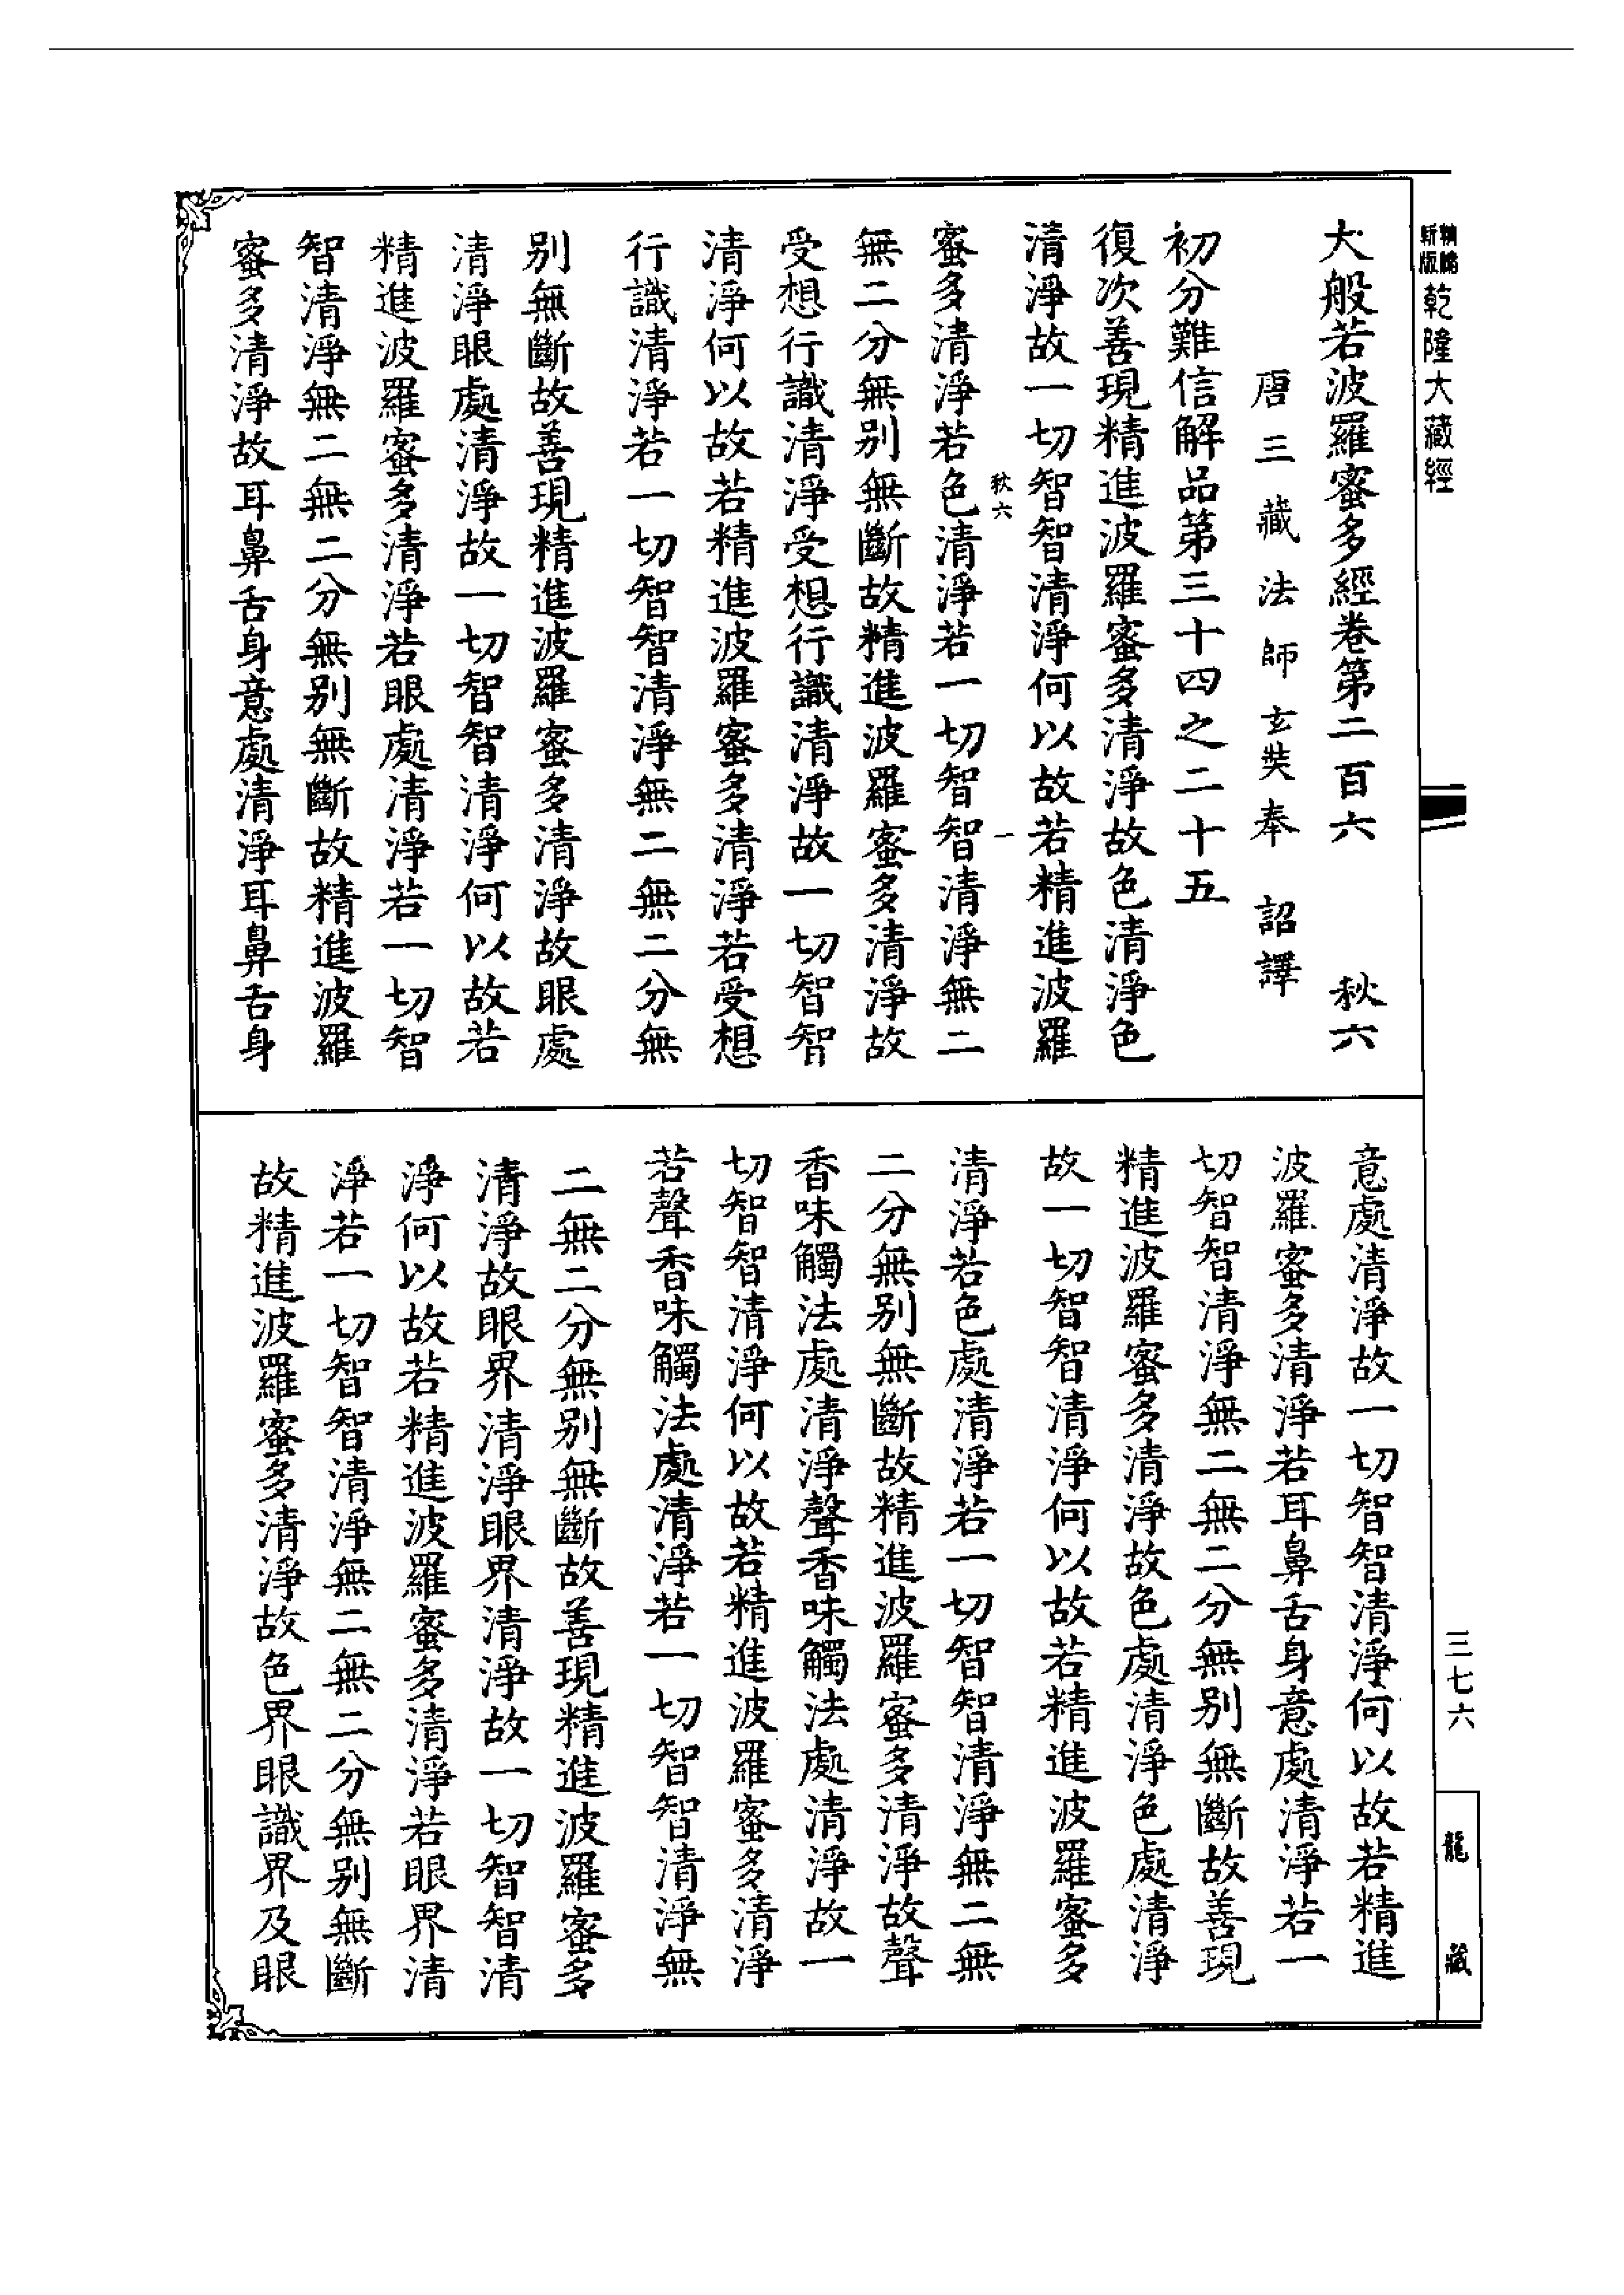 大般若波羅蜜多經卷第二百六　秋六
唐三藏法師玄奘奉　詔譯
初分難信解品第三十四之二十五
復次善現精進波羅蜜多清淨故色清淨色
清淨故一切智智清淨何以故若精進波羅
秋六　一
蜜多清淨若色清淨若一切智智清淨無二
無二分無别無斷故精進波羅蜜多清淨故
受想行識清淨受想行識清淨故一切智智
清淨何以故若精進波羅蜜多清淨若受想
行識清淨若一切智智清淨無二無二分無
别無斷故善現精進波羅蜜多清淨故眼處
清淨眼處清淨故一切智智清淨何以故若
精進波羅蜜多清淨若眼處清淨若一切智
智清淨無二無二分無别無斷故精進波羅
蜜多清淨故耳鼻舌身意處清淨耳鼻舌身
意處清淨故一切智智清淨何以故若精進
波羅蜜多清淨若耳鼻舌身意處清淨若一
切智智清淨無二無二分無别無斷故善現
精進波羅蜜多清淨故色處清淨色處清淨
故一切智智清淨何以故若精進波羅蜜多
清淨若色處清淨若一切智智清淨無二無
二分無别無斷故精進波羅蜜多清淨故聲
香味觸法處清淨聲香味觸法處清淨故一
切智智清淨何以故若精進波羅蜜多清淨
若聲香味觸法處清淨若一切智智清淨無
二無二分無别無斷故善現精進波羅蜜多
清淨故眼界清淨眼界清淨故一切智智清
淨何以故若精進波羅蜜多清淨若眼界清
淨若一切智智清淨無二無二分無别無斷
故精進波羅蜜多清淨故色界眼識界及眼
新版
乾隆大藏經
三七六
龍藏